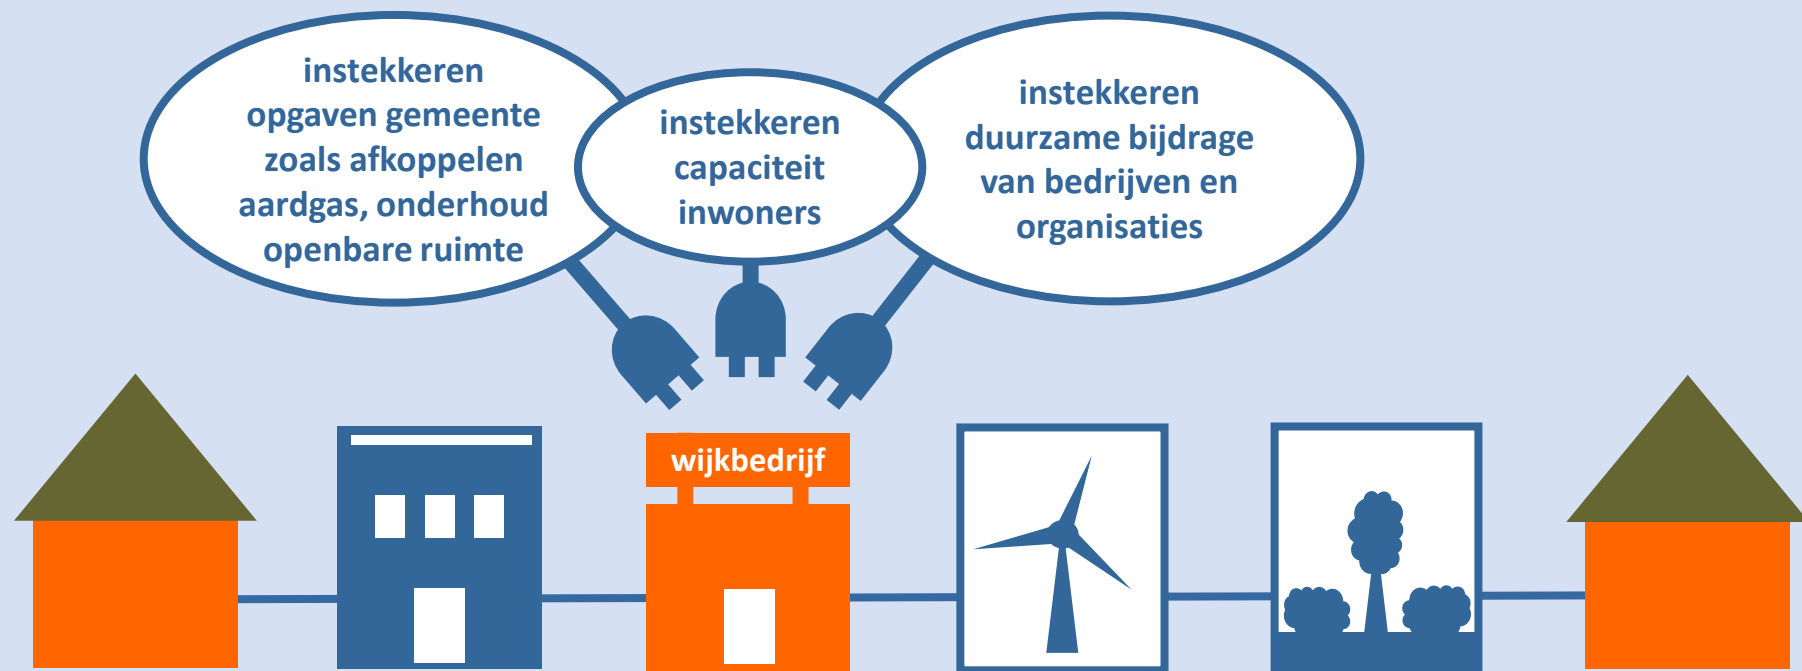 instekkeren
opgaven gemeente
zoals afkoppelen
aardgas, onderhoud
openbare ruimte
instekkeren
capaciteit
inwoners
instekkeren
duurzame bijdrage
van bedrijven en
organisaties
wijkbedrijf